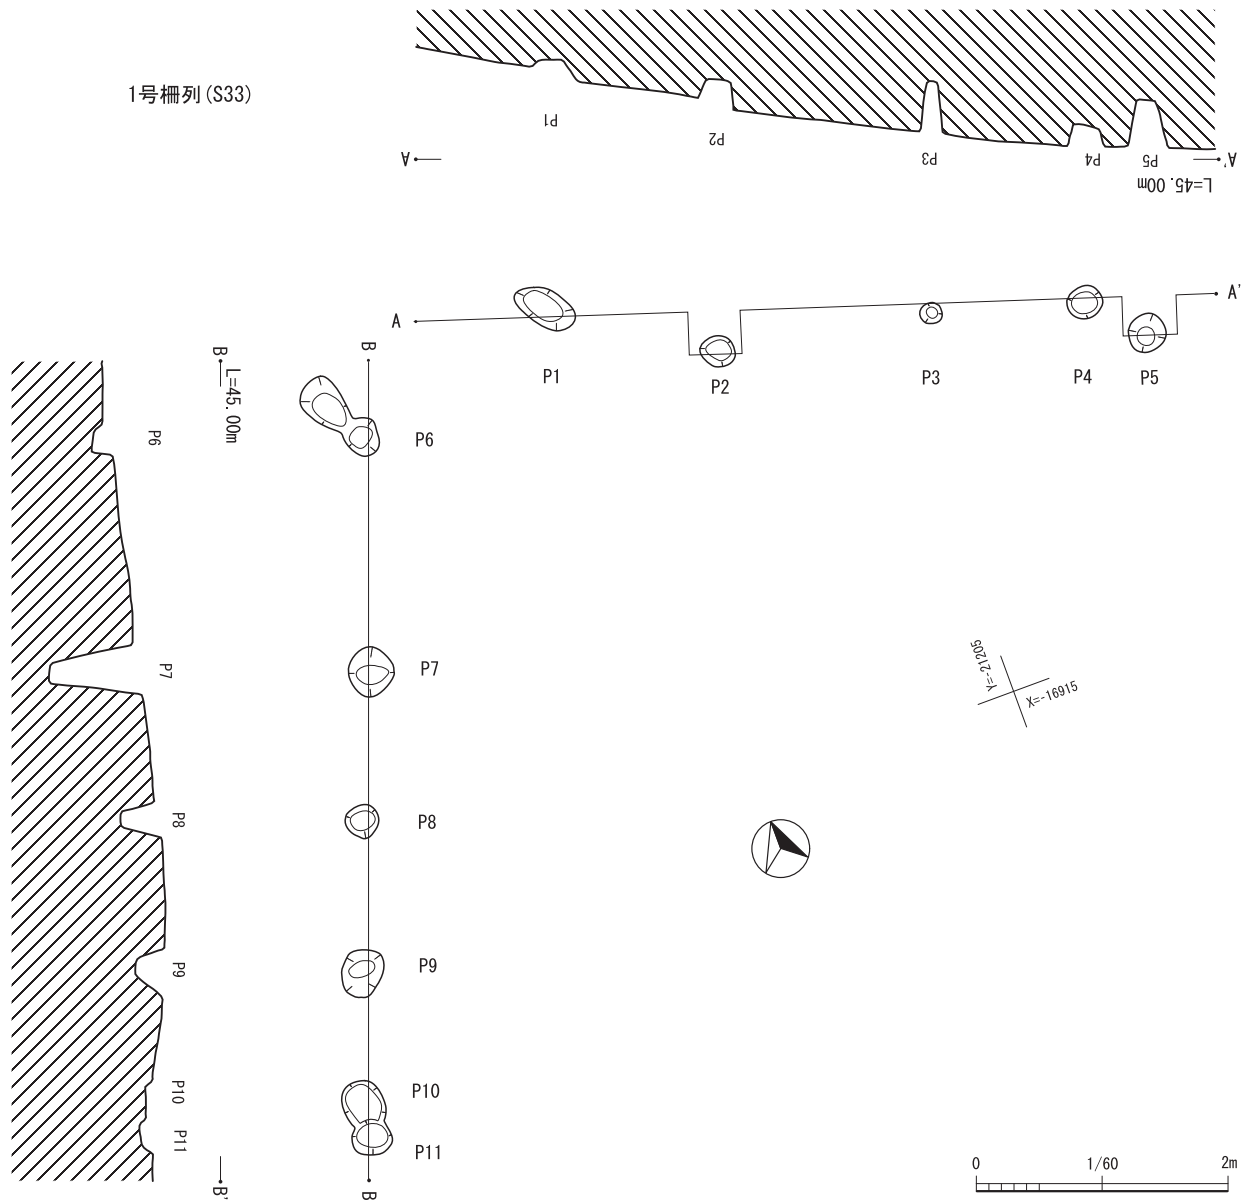 1号柵列(S33)
P1
P2
P3
P4
P5
A
A'
L=45.00m
A
A'
P1
P2
P3
P4
P5
B
L=45.00m
B
P6
P6
P7
P7
P8
P8
P9
P9
P10
P10
P11
P11
B'
B
Y=-21205
X=-16915
0
1/60
2m